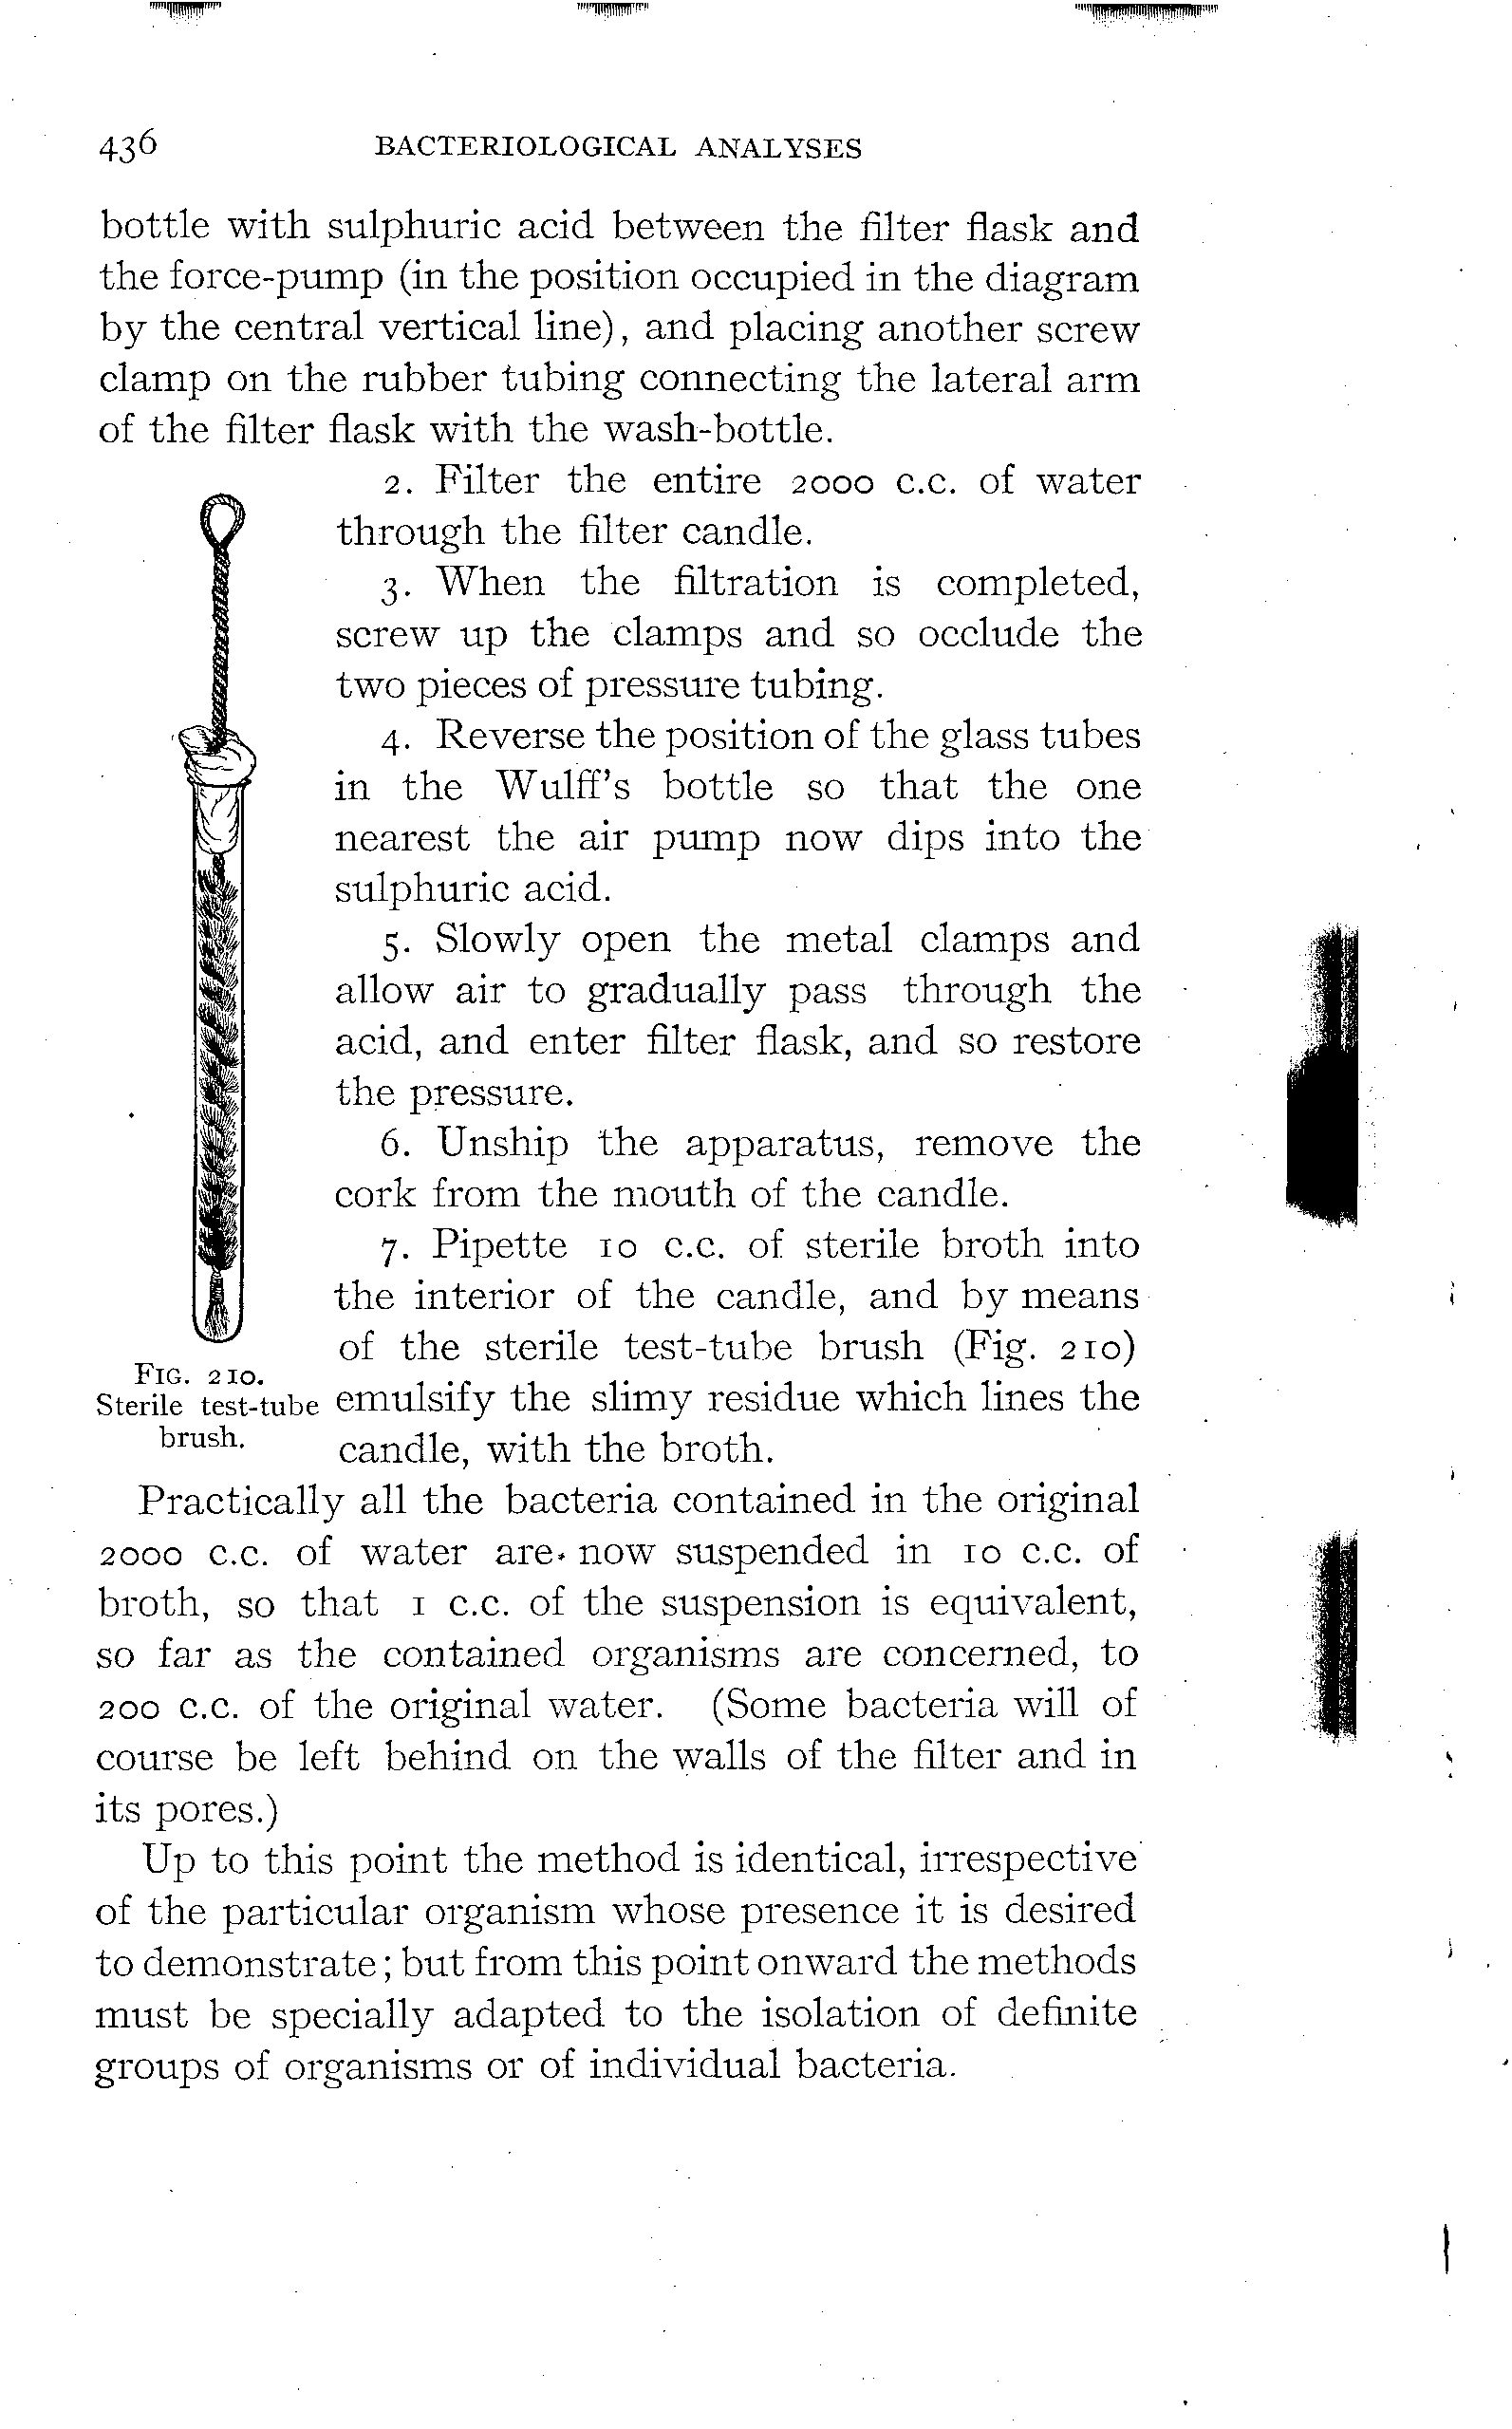 436 BACTERIOLOGICAL ANALYSES
bottle with sulphuric acid between the filter flask and
the force-pump (in the position occupied in the diagram
by the central vertical line), and placing another screw
clamp on the rubber tubing connecting the lateral arm
of the filter flask with the wash-bottle.
2. Filter the entire 2000 c.c. of water
through the filter candle.
3. When the filtration is completed,
screw up the clamps and so occlude the
two pieces of pressure tubing.
4. Reverse the position of the glass tubes
in the Wulff's bottle so that the one
nearest the air pump now dips into the
sulphuric acid.
5. Slowly open the metal clamps and
allow air to gradually pass through the
acid, and enter filter flask, and so restore
the pressure.
6. Unship the apparatus, remove the
cork from the mouth of the candle.
7. Pipette 10 c.c. of sterile broth into
the interior of the candle, and by means
of the sterile test-tube brush (Fig. 210)
emulsify the slimy residue which lines the
candle, with the broth.
FIG. 210.
Sterile test-tube
brush.
Practically all the bacteria contained in the original
2000 c.c. of water are now suspended in 10 c.c. of
broth, so that 1 c.c. of the suspension is equivalent,
so far as the contained organisms are concerned, to
200 c.c. of the original water. (Some bacteria will of
course be left behind on the walls of the filter and in
its pores.)
Up to this point the method is identical, irrespective
of the particular organism whose presence it is desired
to demonstrate; but from this point onward the methods
must be specially adapted to the isolation of definite
groups of organisms or of individual bacteria.